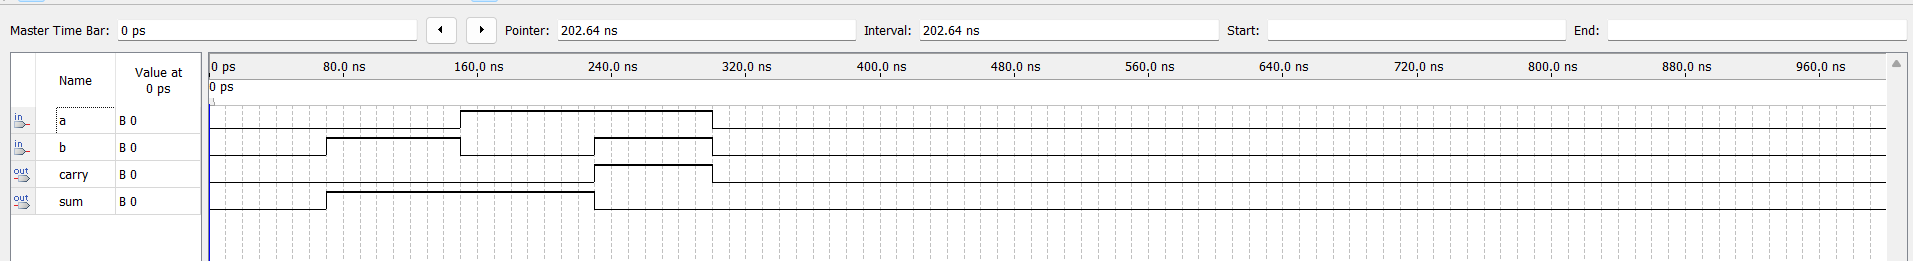 Master Time Bar: 0 ps Pointer: 202.64 ns Interval: 202.64 ns Start: End:
Name Value at 0 ps
0 ps 80.0 ns 160.0 ns 240.0 ns 320.0 ns 400.0 ns 480.0 ns 560.0 ns 640.0 ns 720.0 ns 800.0 ns 880.0 ns 960.0 ns
0 ps
in a B 0
in b B 0
out carry B 0
out sum B 0